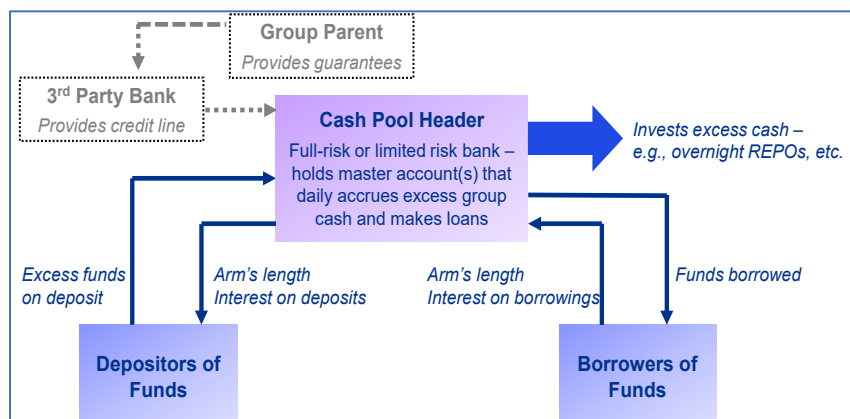 Group Parent
Provides guarantees
3rd Party Bank
Provides credit line
Cash Pool Header
Full-risk or limited risk bank –
holds master account(s) that
daily accrues excess group
cash and makes loans
Invests excess cash –
e.g., overnight REPOs, etc.
Excess funds
on deposit
Arm's length
Interest on deposits
Arm's length
Interest on borrowings
Funds borrowed
Depositors of
Funds
Borrowers of
Funds